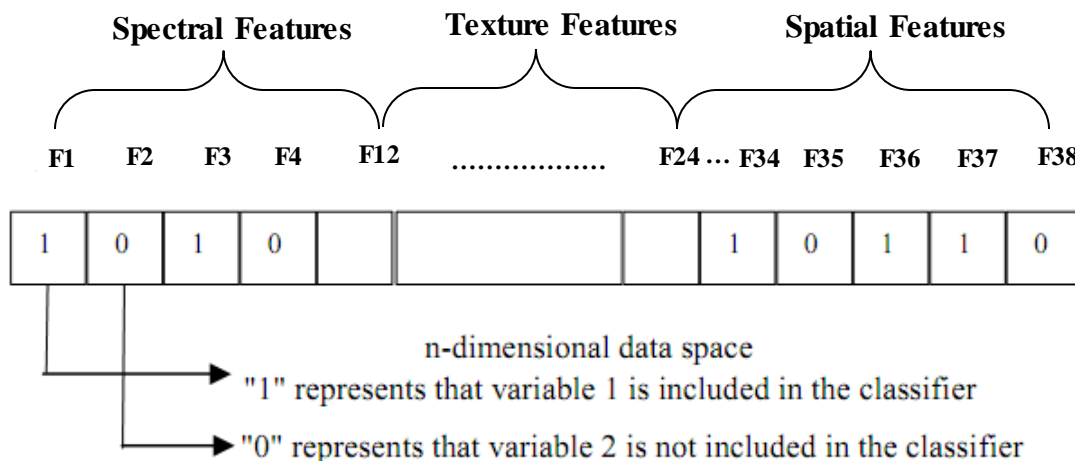 Spectral Features Texture Features Spatial Features
F1 F2 F3 F4 F12 .................. F24 ... F34 F35 F36 F37 F38
1 0 1 0 1 0 1 1 0
n-dimensional data space
"1" represents that variable 1 is included in the classifier
"0" represents that variable 2 is not included in the classifier